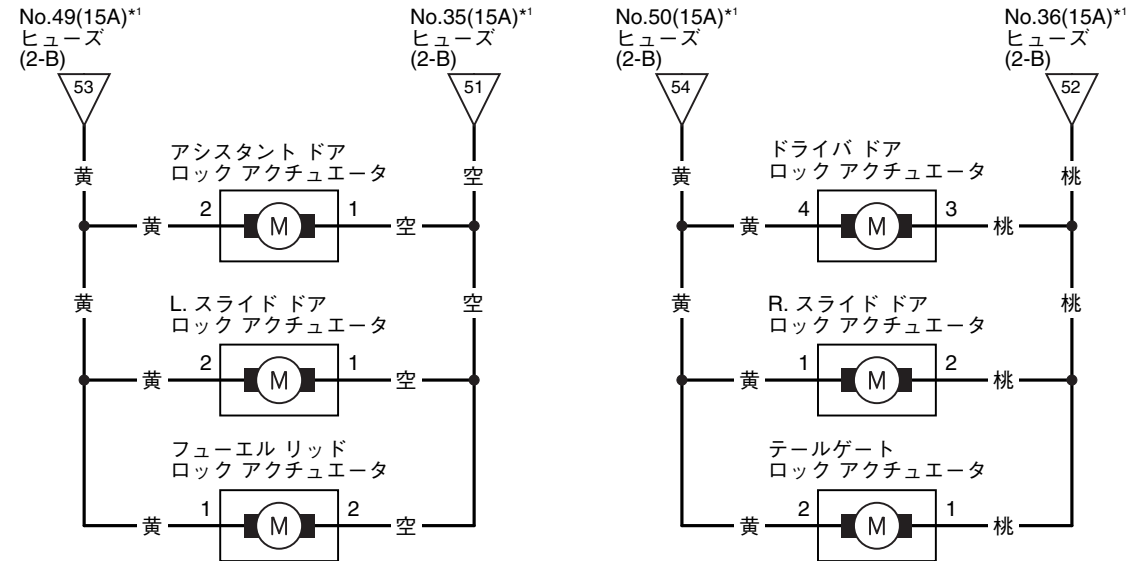 No.49(15A)*1
ヒューズ
(2-B)
53
No.35(15A)*1
ヒューズ
(2-B)
51
黄
空
アシスタント ドア
ロック アクチュエータ
黄
2
M
1
空
黄
空
L. スライド ドア
ロック アクチュエータ
黄
2
M
1
空
フューエル リッド
ロック アクチュエータ
黄
1
M
2
空
No.50(15A)*1
ヒューズ
(2-B)
54
No.36(15A)*1
ヒューズ
(2-B)
52
黄
桃
ドライバ ドア
ロック アクチュエータ
黄
4
M
3
桃
黄
桃
R. スライド ドア
ロック アクチュエータ
黄
1
M
2
桃
テールゲート
ロック アクチュエータ
黄
2
M
1
桃